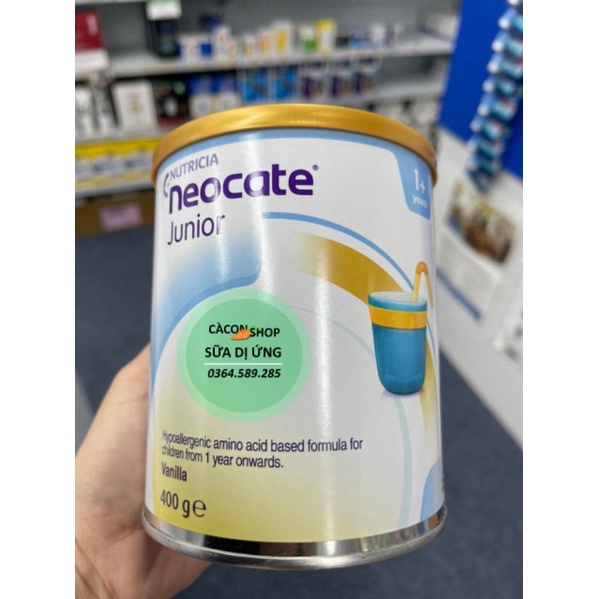 NUTRICIA
neocate®
Junior
1+
years
CÀCON SHOP
SỮA DỊ ỨNG
0364.589.285
Hypoallergenic amino acid based formula for
children from 1 year onwards.
Vanilla
400 g℮